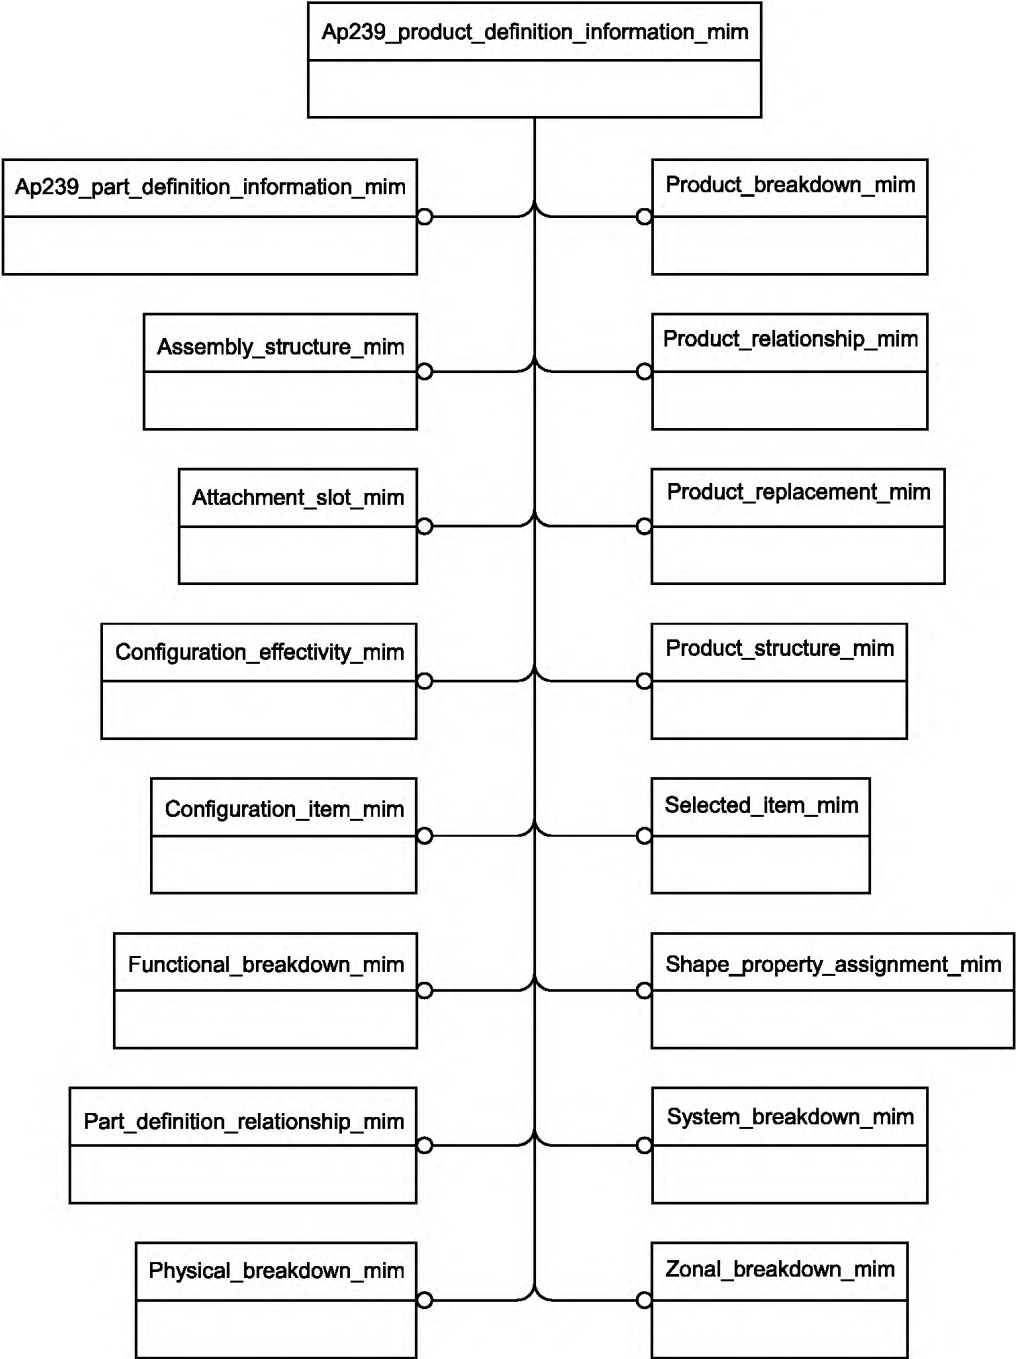 Ap239_product_definition_information_mim
Ap239_part_definition_information_mim
Product_breakdown_mim
Assembly_structure_mim
Product_relationship_mim
Attachment_slot_mim
Product_replacement_mim
Configuration_effectivity_mim
Product_structure_mim
Configuration_item_mim
Selected_item_mim
Functional_breakdown_mim
Shape_property_assignment_mim
Part_definition_relationship_mim
System_breakdown_mim
Physical_breakdown_mim
Zonal_breakdown_mim